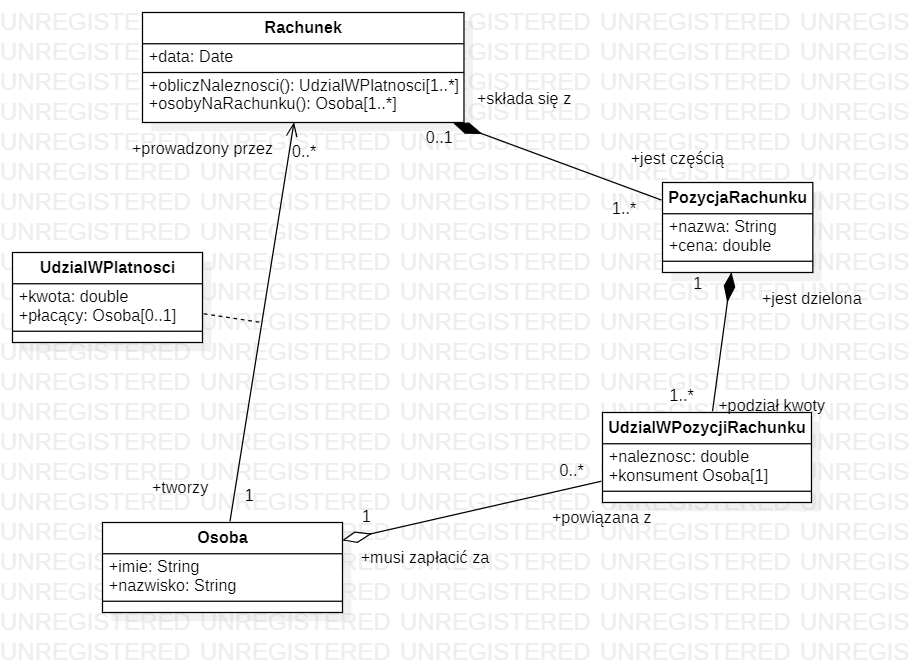 Rachunek
+data: Date
+obliczNaleznosci(): UdzialWPlatnosci[1..*]
+osobyNaRachunku(): Osoba[1..*]
+składa się z
0..1
+prowadzony przez
0..*
+jest częścią
1..*
PozycjaRachunku
+nazwa: String
+cena: double
UdzialWPlatnosci
+kwota: double
+płacący: Osoba[0..1]
1
+jest dzielona
1..*
+podział kwoty
UdzialWPozycjiRachunku
+naleznosc: double
+konsument Osoba[1]
0..*
+powiązana z
+tworzy
1
1
+musi zapłacić za
Osoba
+imie: String
+nazwisko: String
UNREGISTERED UNREGISTERED UNREGISTERED UNREGISTERED UNREGIS